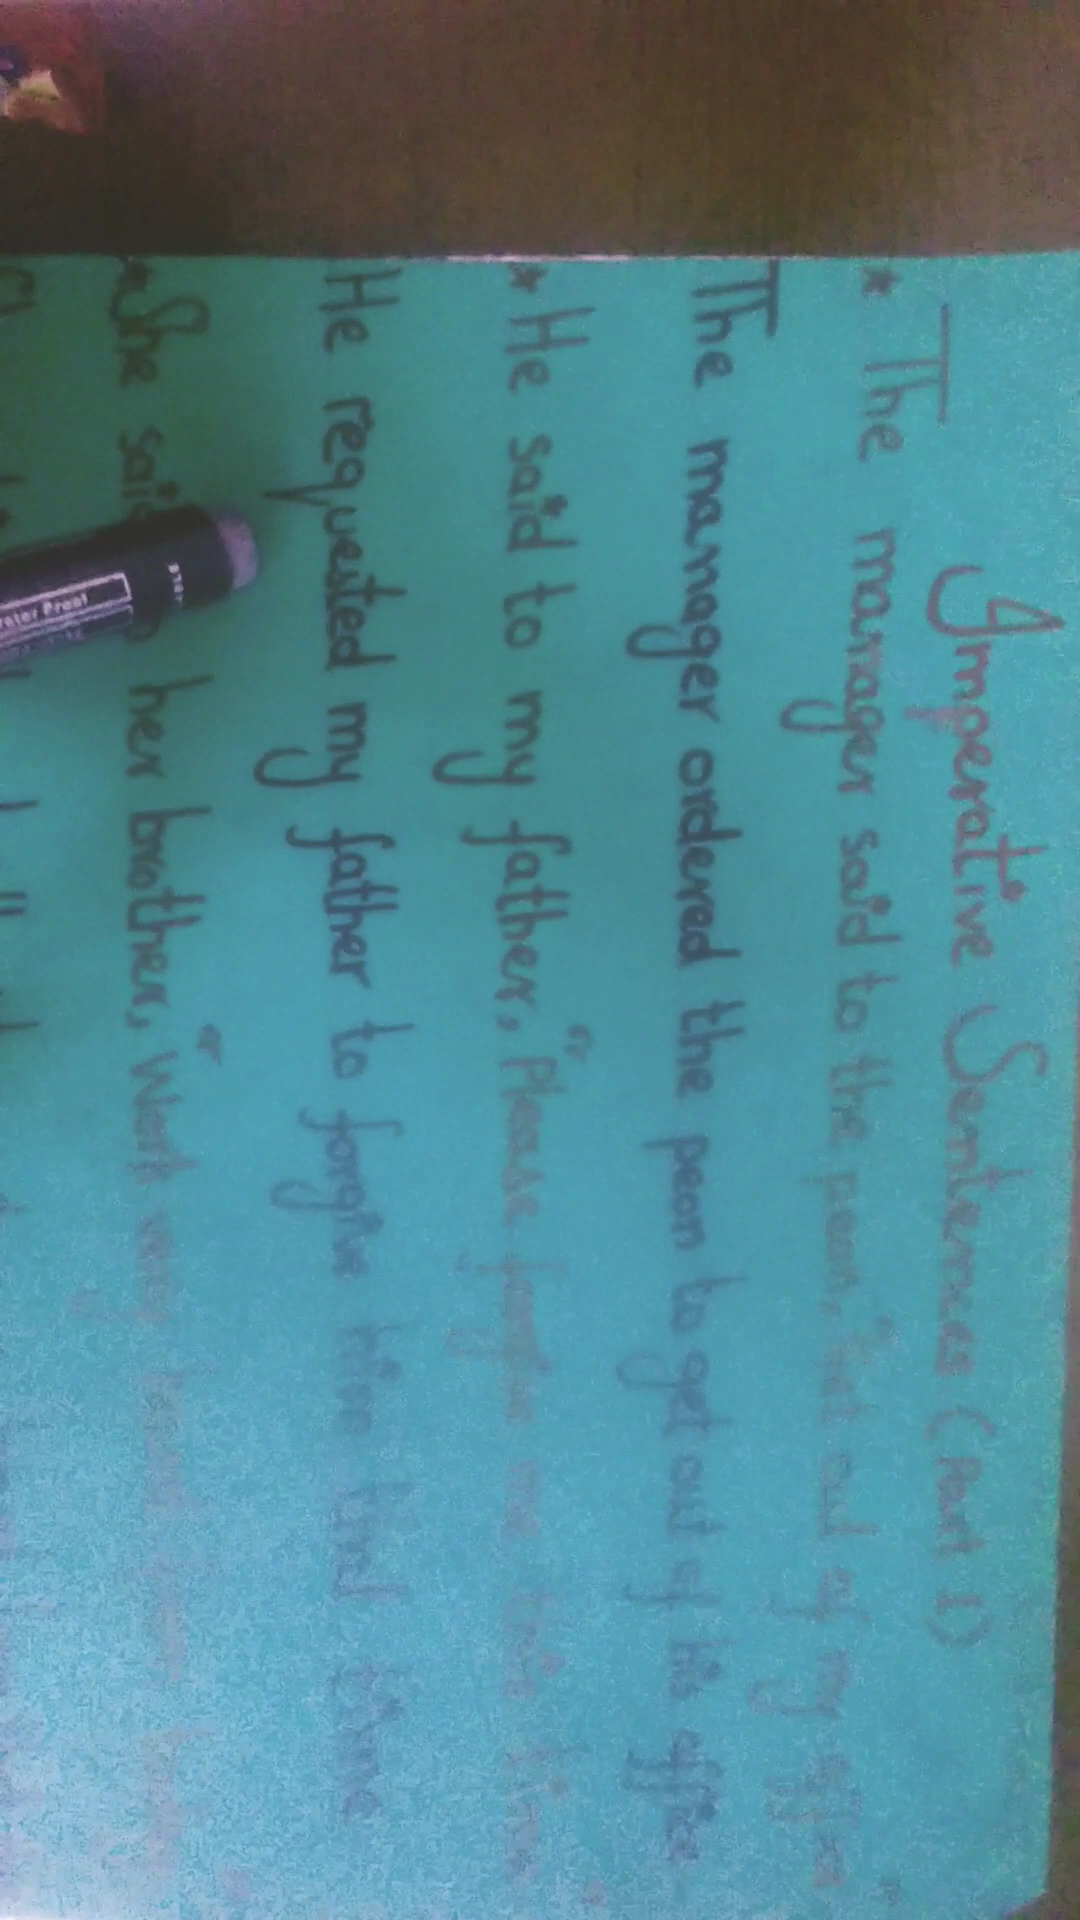 Imperative Sentences (Part 1)
* The manager said to the peon, "Get out of my office"
The manager ordered the peon to get out of his office
* He said to my father, "Please forgive me this time"
He requested my father to forgive him that time
* She said to her brother, "Work very